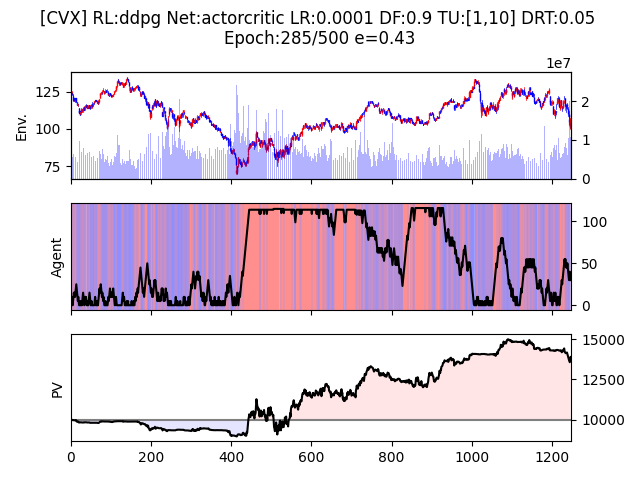 [CVX] RL:ddpg Net:actorcritic LR:0.0001 DF:0.9 TU:[1,10] DRT:0.05
Epoch:285/500 e=0.43
1e7
Env.
125
100
75
2
1
0
Agent
100
50
0
PV
15000
12500
10000
0 200 400 600 800 1000 1200